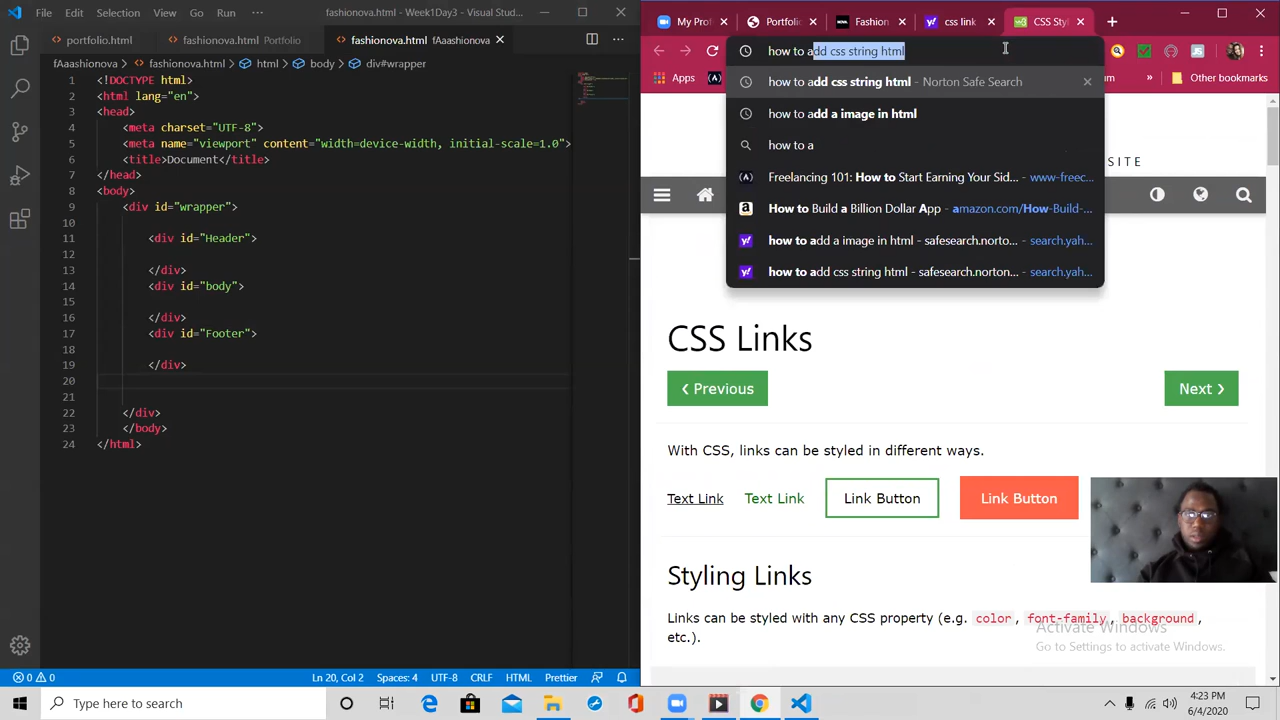 File Edit Selection View Go Run ··· fashionova.html - Week1Day3 - Visual Stud...
portfolio.html fashionova.html Portfolio fashionova.html
fAaashionova > fashionova.html > html > body > div#wrapper
1 <!DOCTYPE html>
2 <html lang="en">
3 <head>
4 <meta charset="UTF-8">
5 <meta name="viewport" content="width=device-width, initial-scale=1.0">
6 <title>Document</title>
7 </head>
8 <body>
9 <div id="wrapper">
10
11 <div id="Header">
12
13 </div>
14 <div id="body">
15
16 </div>
17 <div id="Footer">
18
19 </div>
20
21
22 </div>
23 </body>
24 </html>
0 0 Ln 20, Col 2 Spaces: 4 UTF-8 CRLF HTML Prettier
My Prof Portfolio Fashion css link CSS Styl
how to add css string html
Apps Other bookmarks
how to add css string html - Norton Safe Search
how to add a image in html
how to a
Freelancing 101: How to Start Earning Your Sid... - www-freec...
How to Build a Billion Dollar App - amazon.com/How-Build-...
how to add a image in html - safesearch.norto... - search.yah...
how to add css string html - safesearch.norton... - search.yah...
SITE
CSS Links
❮ Previous Next ❯
With CSS, links can be styled in different ways.
Text Link Text Link Link Button Link Button
Styling Links
Links can be styled with any CSS property (e.g. color, font-family, background,
etc.).
Activate Windows
Go to Settings to activate Windows.
Type here to search
4:23 PM
6/4/2020